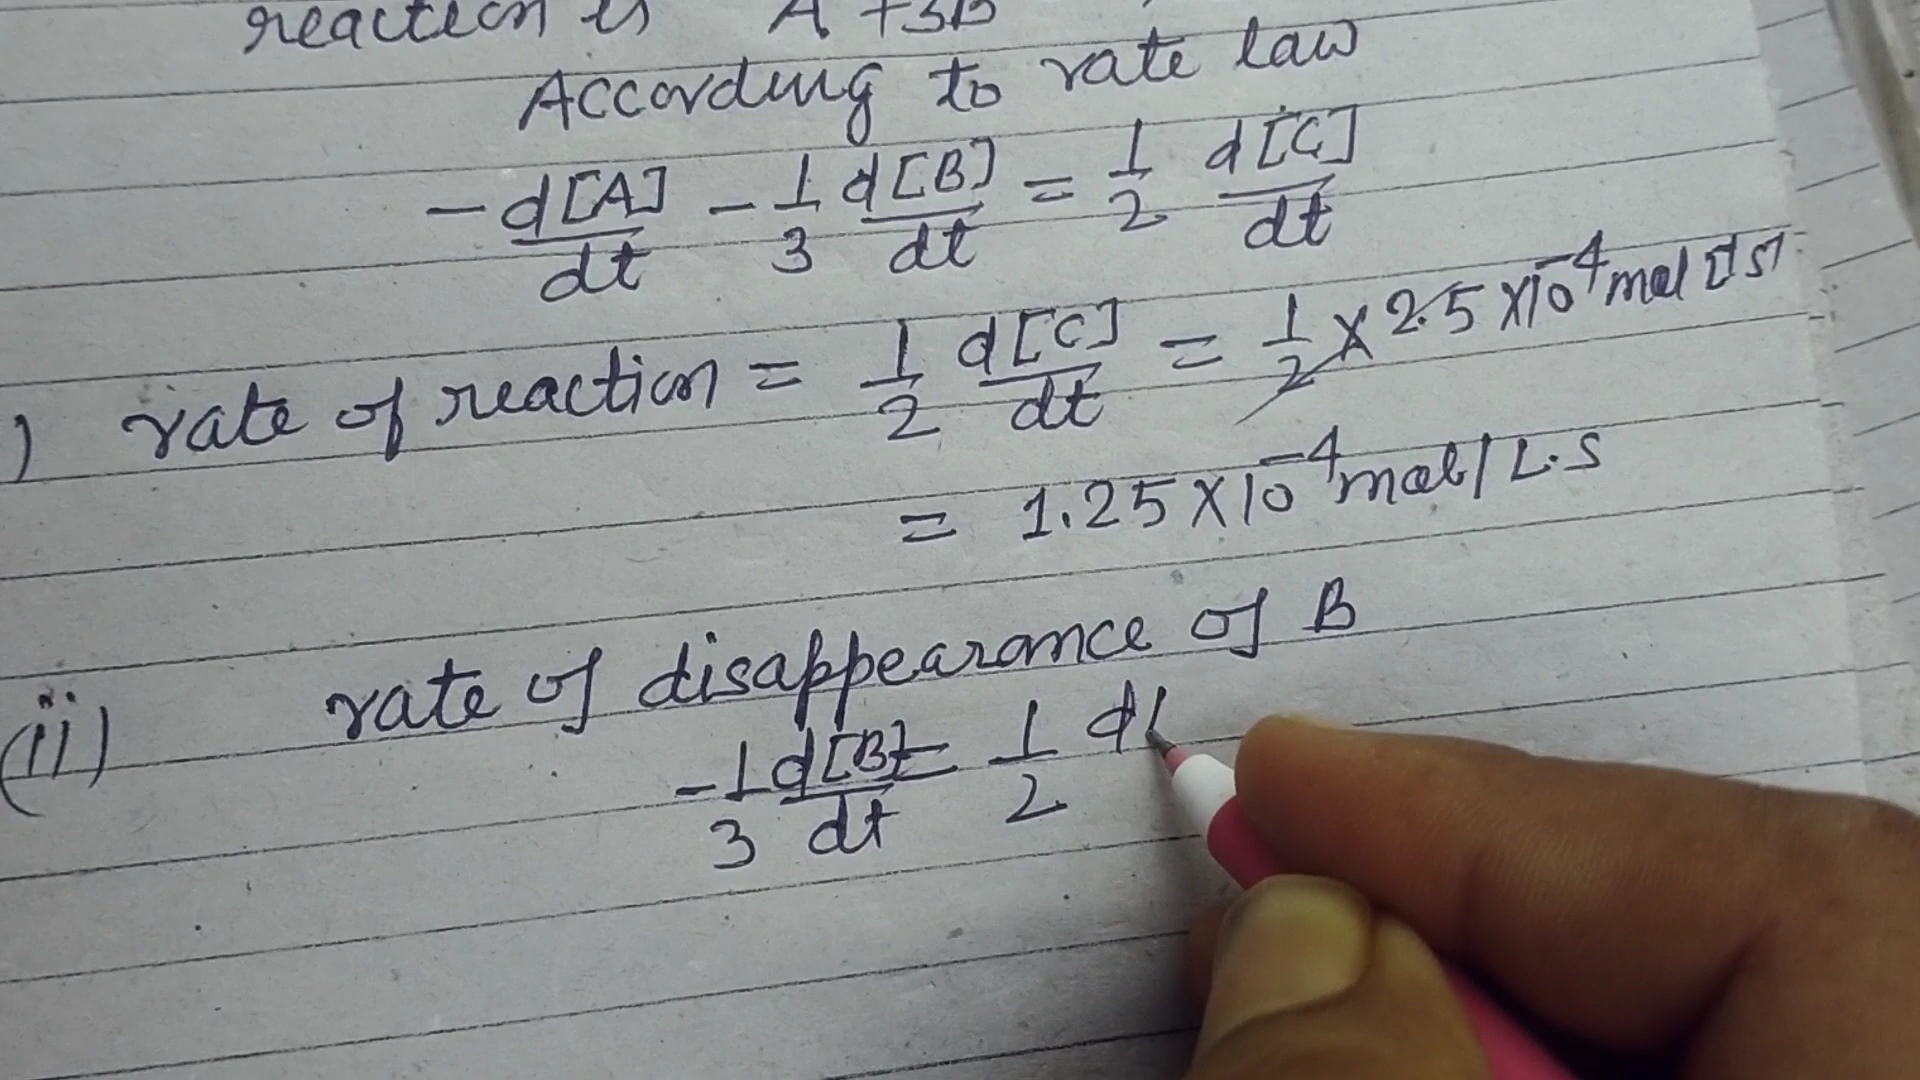 reaction is A + 3B
According to rate law
-d[A]/dt - 1/3 d[B]/dt = 1/2 d[C]/dt
) rate of reaction = 1/2 d[C]/dt = 1/2 × 2.5 × 10⁻⁴ mol L⁻¹ s⁻¹
= 1.25 × 10⁻⁴ mol / L.s
(ii) rate of disappearance of B
-1/3 d[B]/dt = 1/2 d[